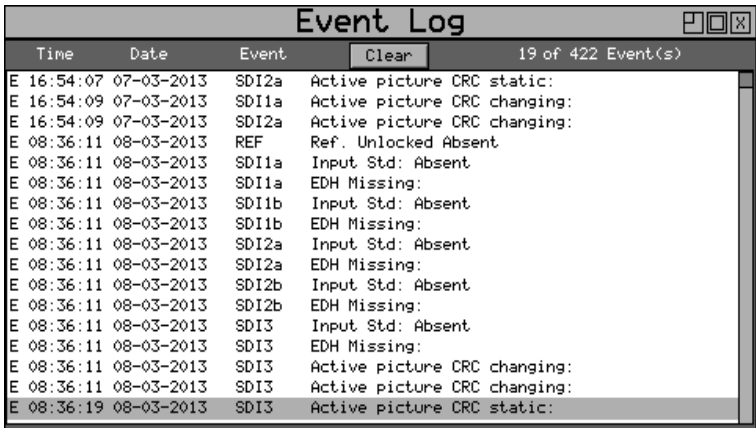 Event Log
Time Date Event Clear 19 of 422 Event(s)
E 16:54:07 07-03-2013 SDI2a Active picture CRC static:
E 16:54:09 07-03-2013 SDI1a Active picture CRC changing:
E 16:54:09 07-03-2013 SDI2a Active picture CRC changing:
E 08:36:11 08-03-2013 REF Ref. Unlocked Absent
E 08:36:11 08-03-2013 SDI1a Input Std: Absent
E 08:36:11 08-03-2013 SDI1a EDH Missing:
E 08:36:11 08-03-2013 SDI1b Input Std: Absent
E 08:36:11 08-03-2013 SDI1b EDH Missing:
E 08:36:11 08-03-2013 SDI2a Input Std: Absent
E 08:36:11 08-03-2013 SDI2a EDH Missing:
E 08:36:11 08-03-2013 SDI2b Input Std: Absent
E 08:36:11 08-03-2013 SDI2b EDH Missing:
E 08:36:11 08-03-2013 SDI3 Input Std: Absent
E 08:36:11 08-03-2013 SDI3 EDH Missing:
E 08:36:11 08-03-2013 SDI3 Active picture CRC changing:
E 08:36:11 08-03-2013 SDI3 Active picture CRC changing:
E 08:36:19 08-03-2013 SDI3 Active picture CRC static: